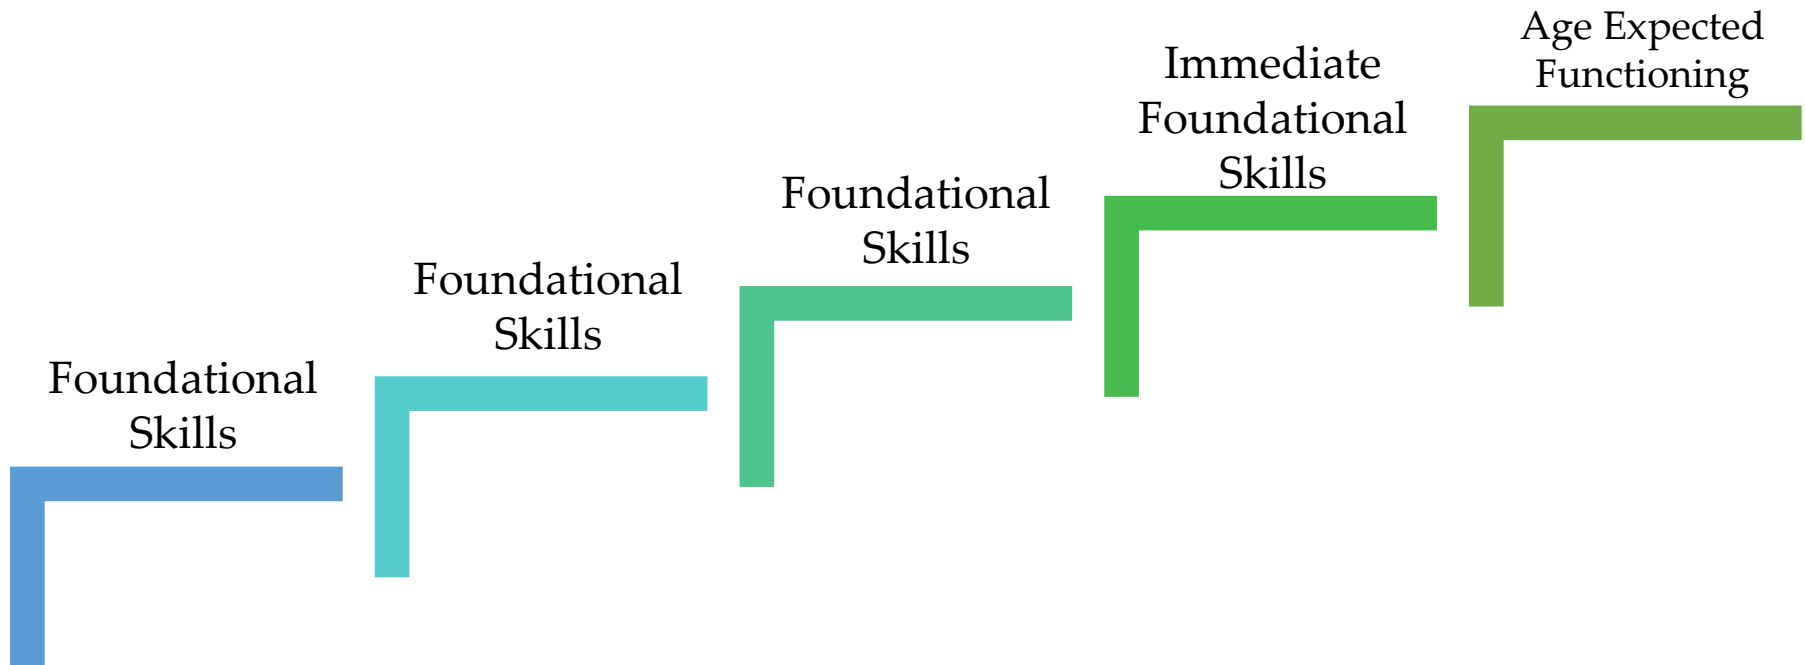 Foundational
Skills
Foundational
Skills
Foundational
Skills
Immediate
Foundational
Skills
Age Expected
Functioning